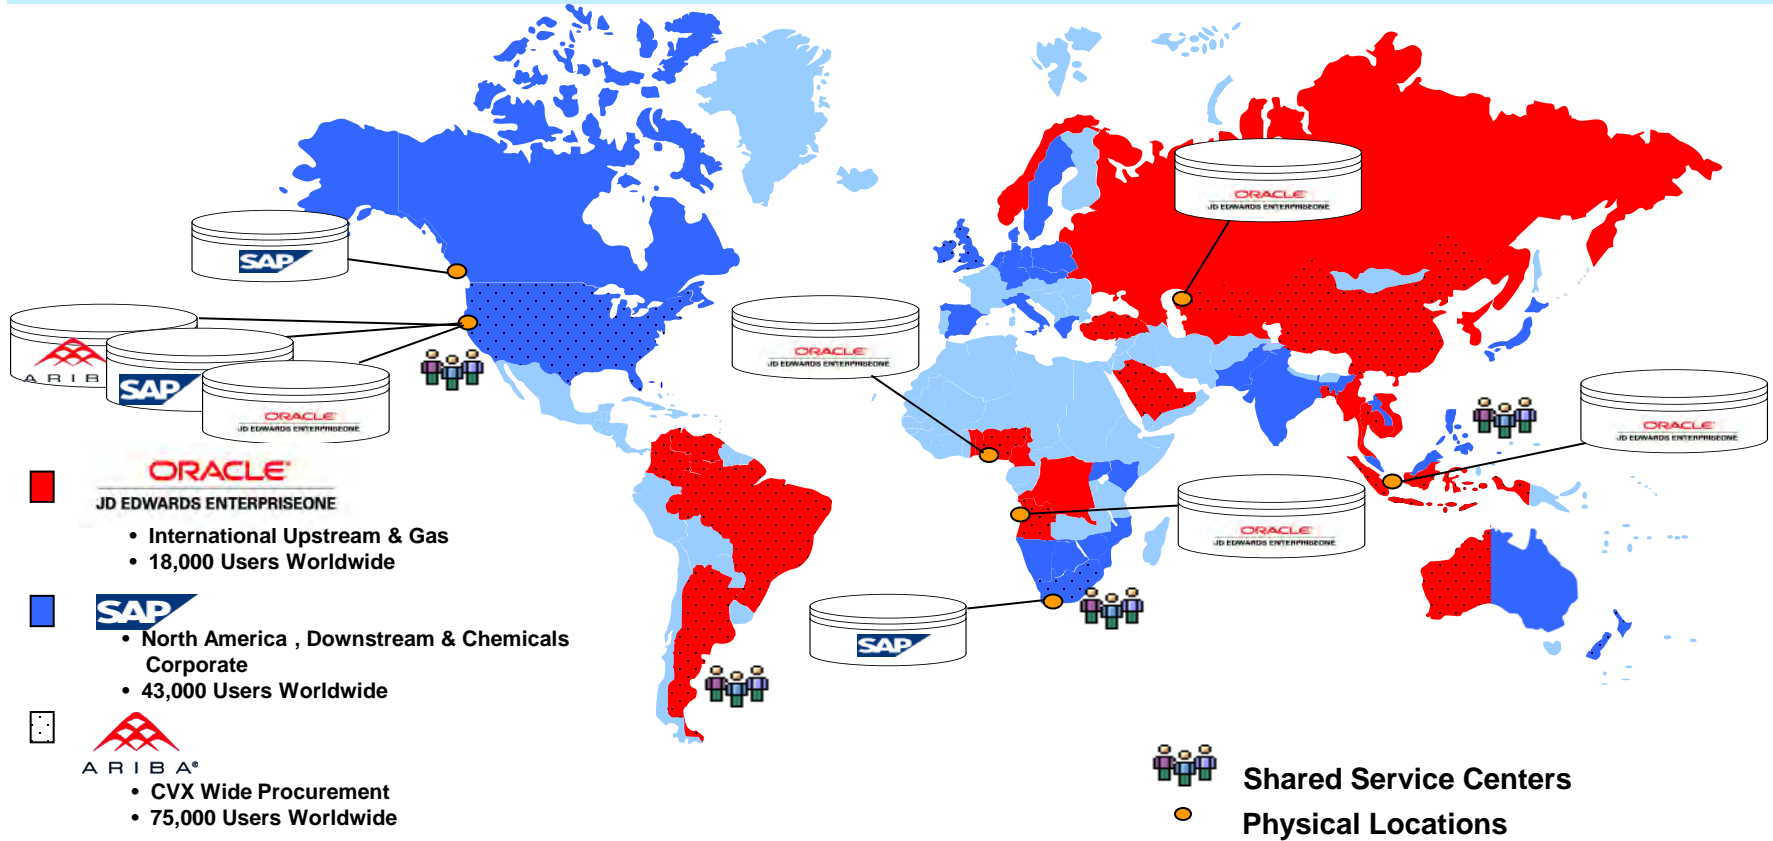 SAP
ARIB
SAP
ORACLE
JD EDWARDS ENTERPRISEONE
ORACLE
JD EDWARDS ENTERPRISEONE
ORACLE
JD EDWARDS ENTERPRISEONE
ORACLE
JD EDWARDS ENTERPRISEONE
ORACLE
JD EDWARDS ENTERPRISEONE
SAP
ORACLE
JD EDWARDS ENTERPRISEONE
• International Upstream & Gas
• 18,000 Users Worldwide
SAP
• North America , Downstream & Chemicals
Corporate
• 43,000 Users Worldwide
ARIBA®
• CVX Wide Procurement
• 75,000 Users Worldwide
Shared Service Centers
Physical Locations